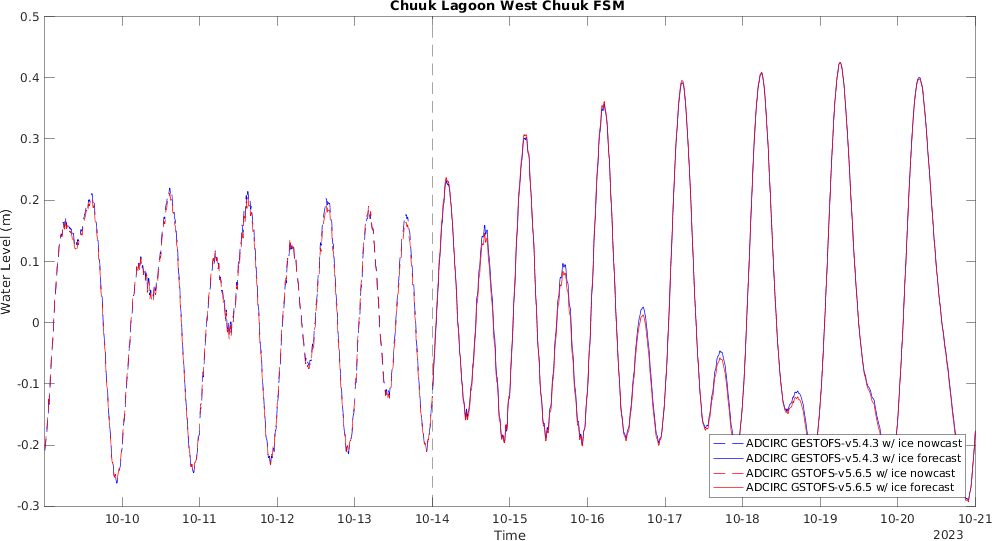 Chuuk Lagoon West Chuuk FSM
0.5
0.4
0.3
0.2
0.1
0
-0.1
-0.2
-0.3
Water Level (m)
10-10 10-11 10-12 10-13 10-14 10-15 10-16 10-17 10-18 10-19 10-20 10-21
Time
2023
ADCIRC GESTOFS-v5.4.3 w/ ice nowcast
ADCIRC GESTOFS-v5.4.3 w/ ice forecast
ADCIRC GSTOFS-v5.6.5 w/ ice nowcast
ADCIRC GSTOFS-v5.6.5 w/ ice forecast